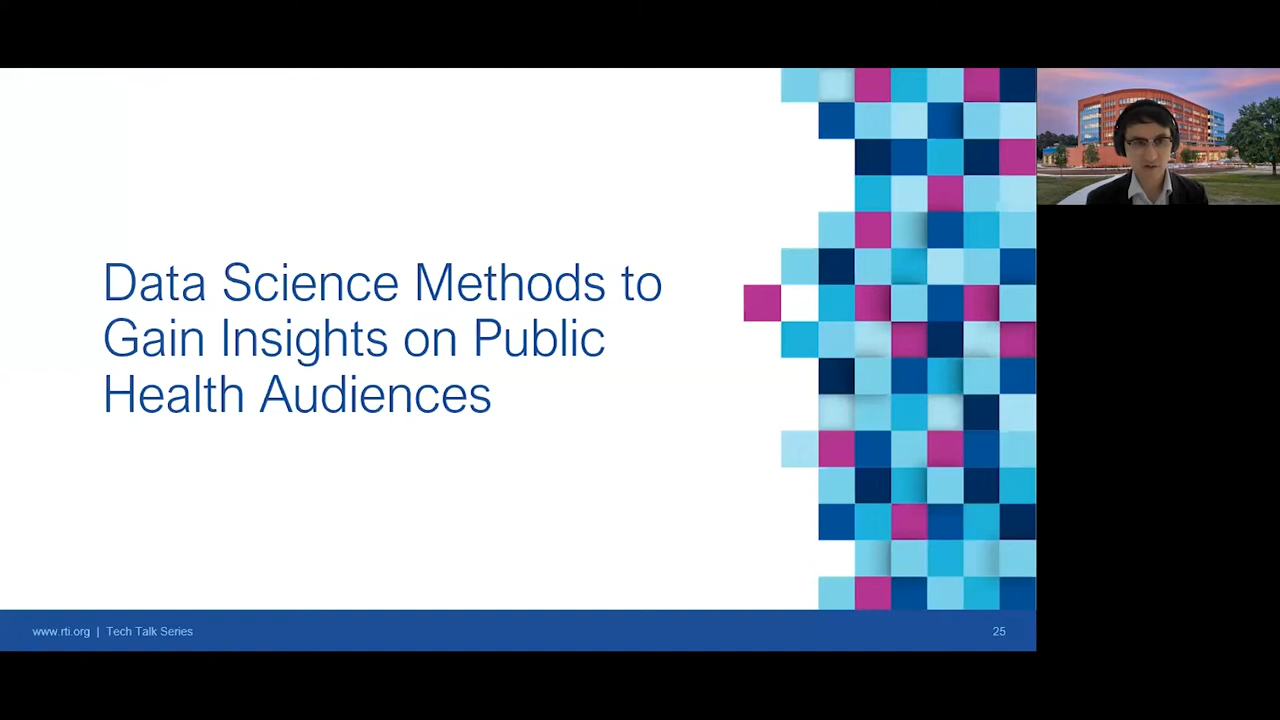 Data Science Methods to
Gain Insights on Public
Health Audiences
www.rti.org | Tech Talk Series
25